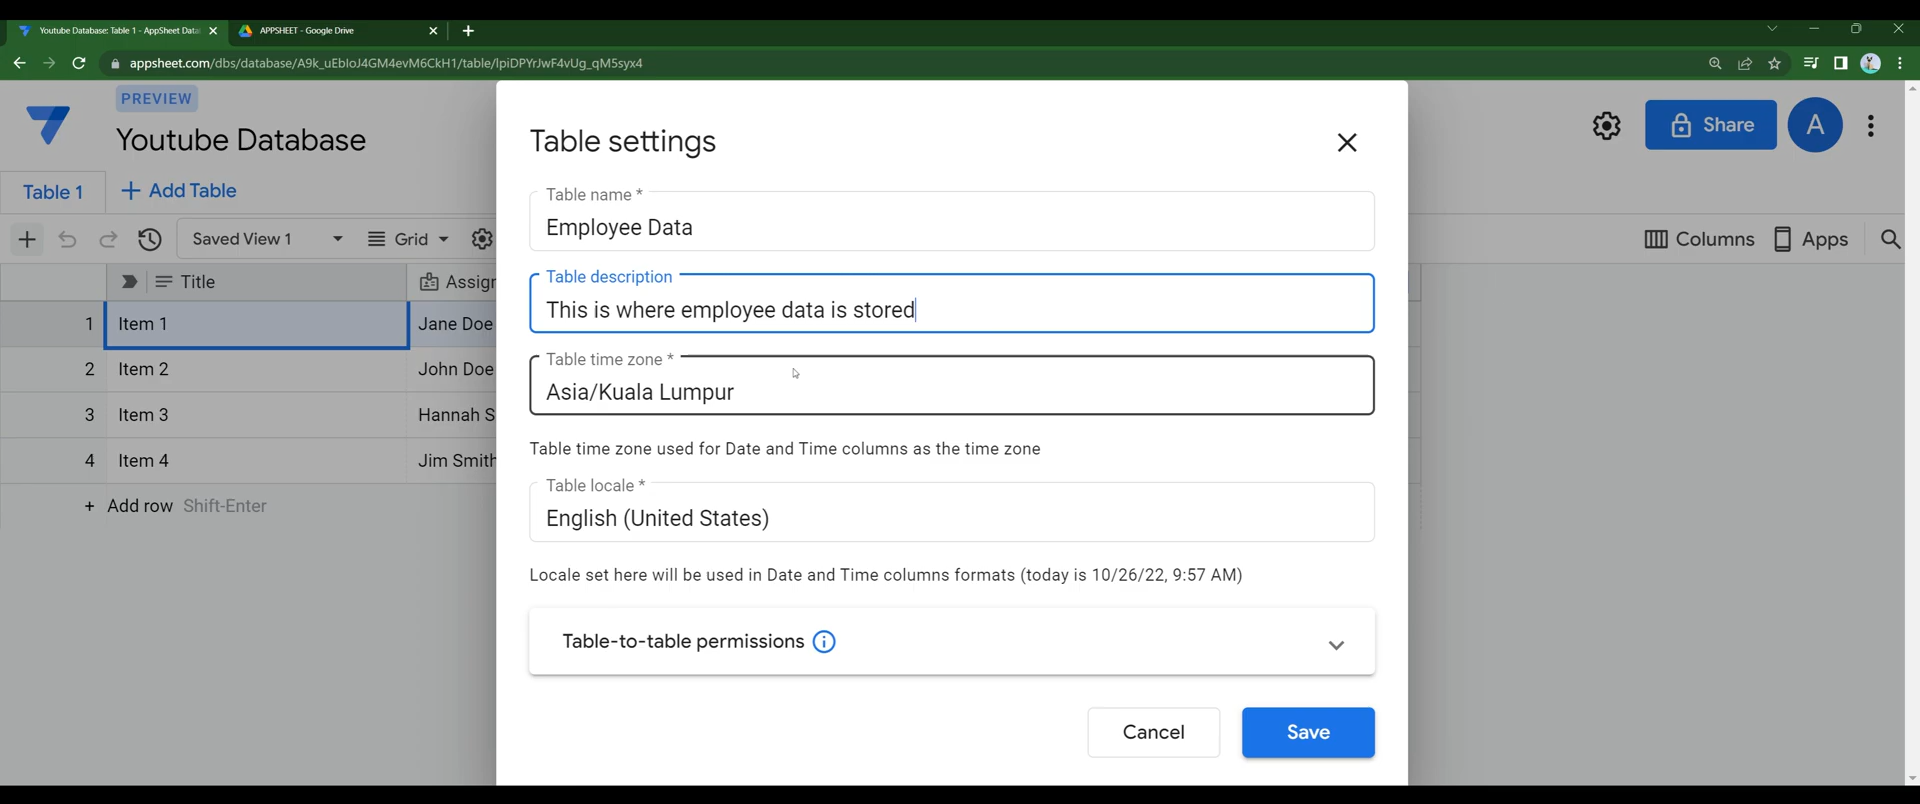 Youtube Database: Table 1 - AppSheet Data
APPSHEET - Google Drive
appsheet.com/dbs/database/A9k_uEbloJ4GM4evM6CkH1/table/lpiDPYrJwF4vUg_qM5syx4
PREVIEW
Youtube Database
Share
A
Table 1
+ Add Table
Saved View 1
Grid
Columns
Apps
Title
Assign
1 Item 1 Jane Doe
2 Item 2 John Doe
3 Item 3 Hannah S
4 Item 4 Jim Smith
+ Add row Shift-Enter
Table settings
Table name *
Employee Data
Table description
This is where employee data is stored
Table time zone *
Asia/Kuala Lumpur
Table time zone used for Date and Time columns as the time zone
Table locale *
English (United States)
Locale set here will be used in Date and Time columns formats (today is 10/26/22, 9:57 AM)
Table-to-table permissions
Cancel
Save